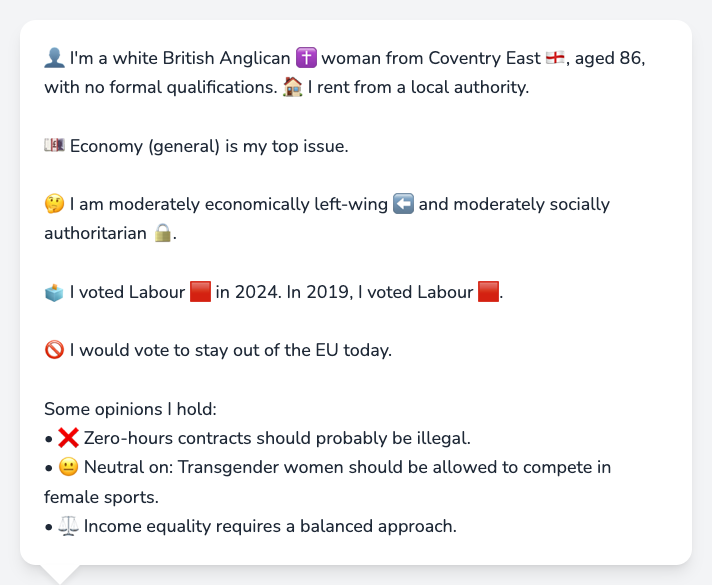 👤 I'm a white British Anglican ✝️ woman from Coventry East 🏴󠁧󠁢󠁥󠁮󠁧󠁿, aged 86,
with no formal qualifications. 🏠 I rent from a local authority.
💷 Economy (general) is my top issue.
🤔 I am moderately economically left-wing ⬅️ and moderately socially
authoritarian 🔒.
🗳️ I voted Labour 🟥 in 2024. In 2019, I voted Labour 🟥.
🚫 I would vote to stay out of the EU today.
Some opinions I hold:
• ❌ Zero-hours contracts should probably be illegal.
• 😐 Neutral on: Transgender women should be allowed to compete in
female sports.
• ⚖️ Income equality requires a balanced approach.